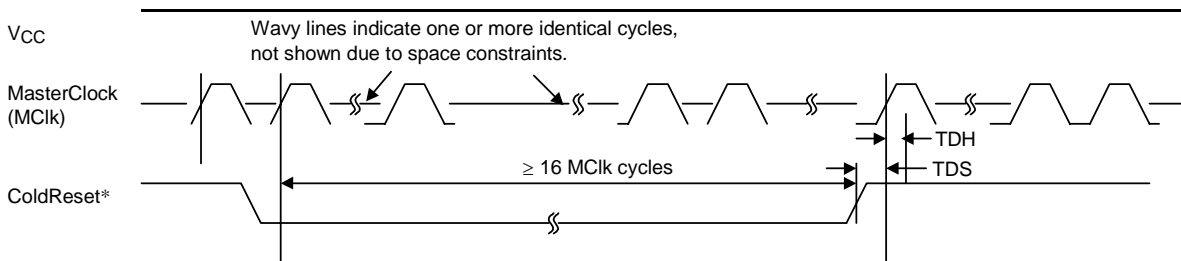 VCC
Wavy lines indicate one or more identical cycles,
not shown due to space constraints.
MasterClock
(MClk)
TDH
≥ 16 MClk cycles
TDS
ColdReset*